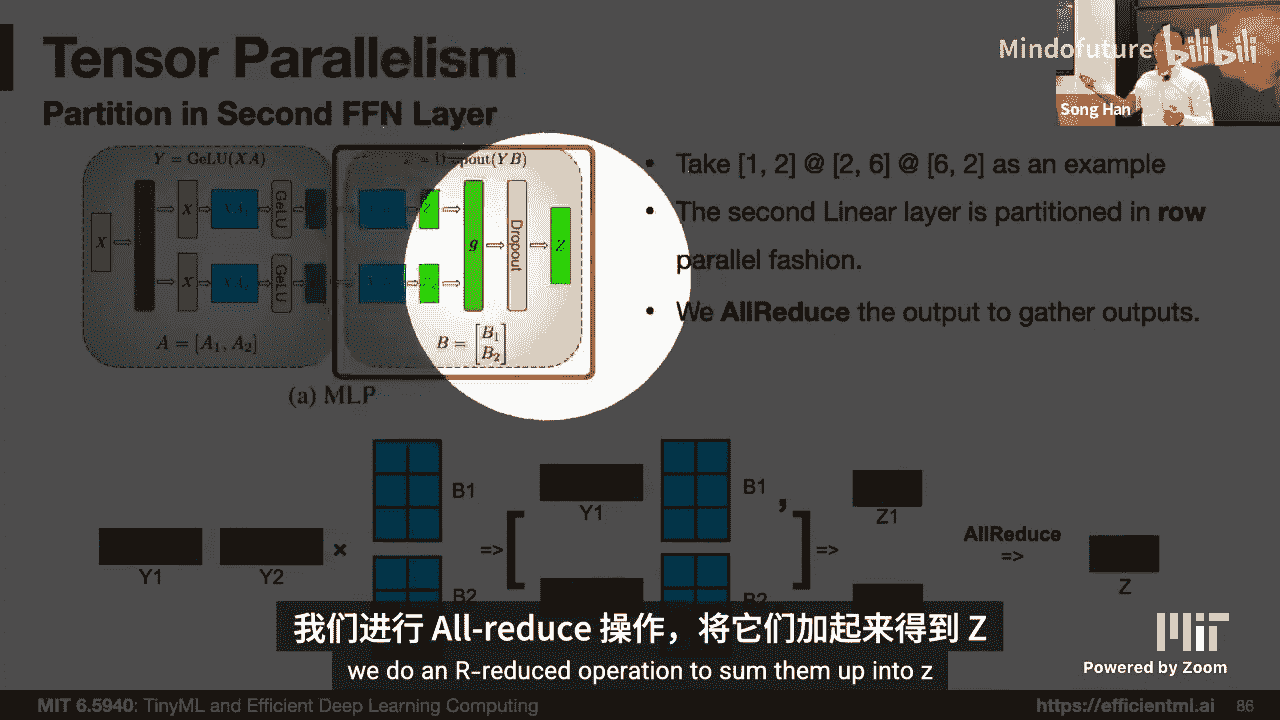 Tensor Parallelism
Mindofuture bilibili
Song Han
Partition in Second FFN Layer
Y = GeLU(XA)
X
X
GeLU
X
GeLU
A = [A₁, A₂]
g
Dropout
Z
B = [B₁ B₂]
(a) MLP
• Take [1, 2] @ [2, 6] @ [6, 2] as an example
• The second Linear layer is partitioned in row
parallel fashion.
• We AllReduce the output to gather outputs.
Y1
Y2
×
B1
B2
=>
[
Y1
B1
,
B2
]
=>
Z1
AllReduce
=>
Z
我们进行 All-reduce 操作，将它们加起来得到 Z
we do an R-reduced operation to sum them up into z
MIT
Powered by Zoom
MIT 6.5940: TinyML and Efficient Deep Learning Computing
https://efficientml.ai
86